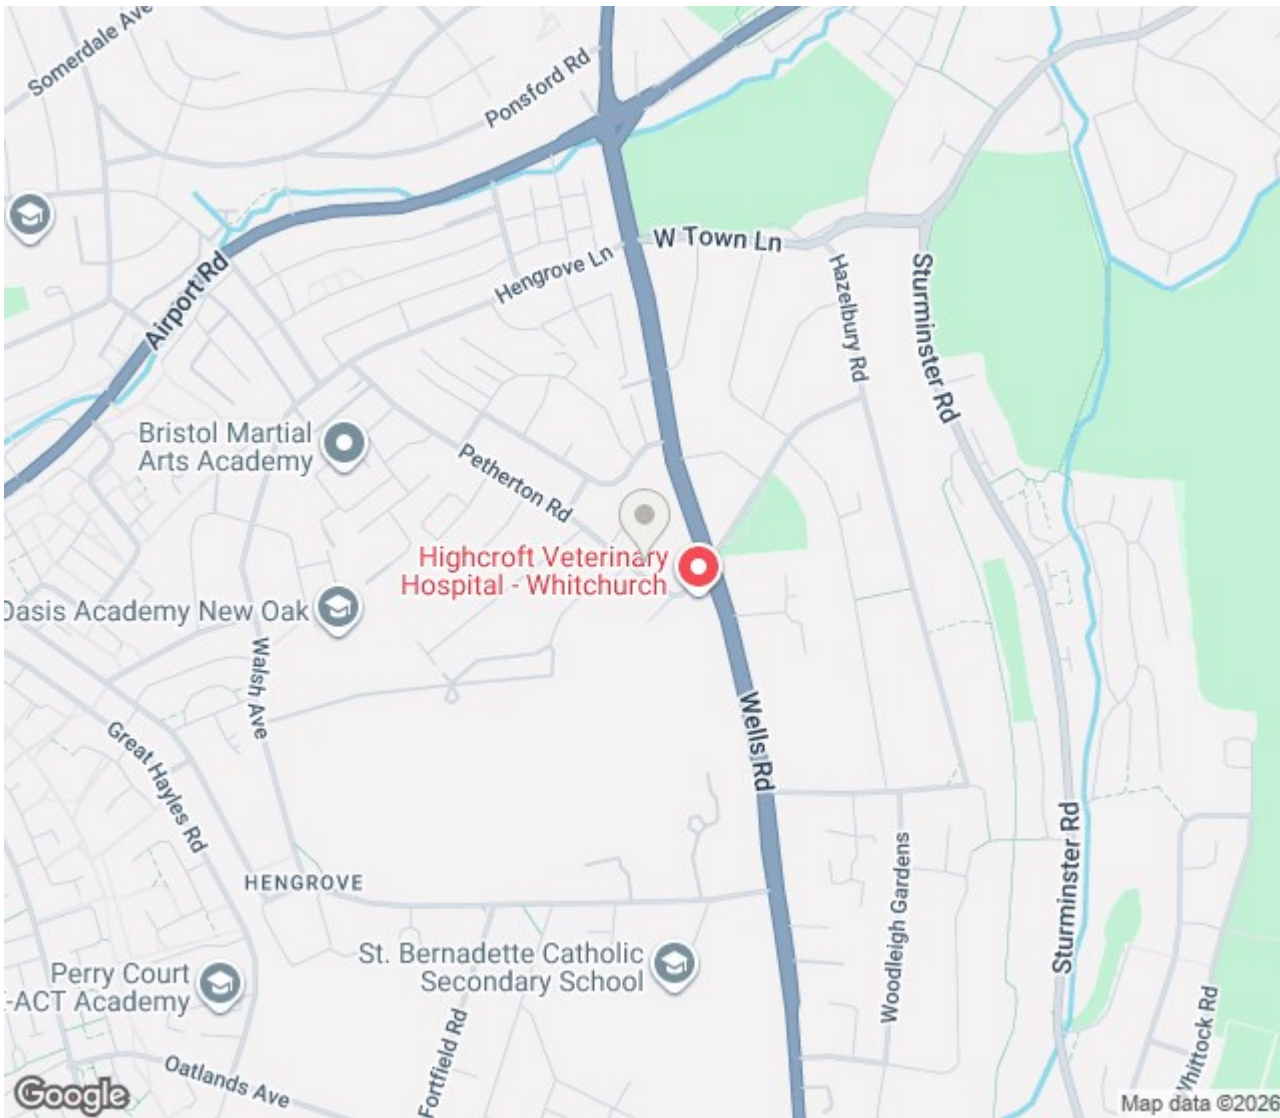 Somerdale Ave
Ponsford Rd
W Town Ln
Hengrove Ln
Airport Rd
Hazelbury Rd
Sturminster Rd
Bristol Martial
Arts Academy
Petherton Rd
Highcroft Veterinary
Hospital - Whitchurch
Oasis Academy New Oak
Walsh Ave
Wells Rd
Great Hayles Rd
HENGROVE
Sturminster Rd
Woodleigh Gardens
St. Bernadette Catholic
Secondary School
Perry Court
E-ACT Academy
Fortfield Rd
Whittock Rd
Oatlands Ave
Google
Map data ©2026